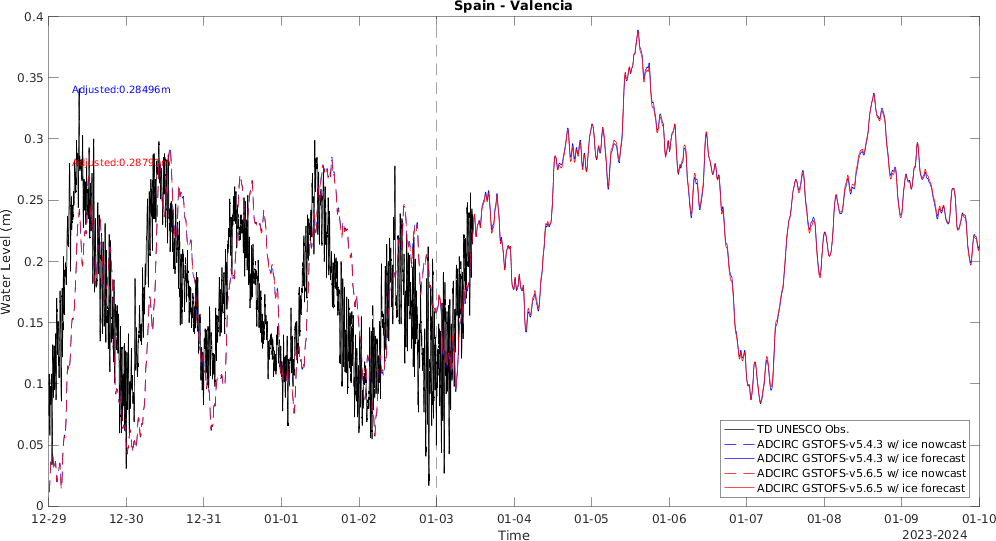 Spain - Valencia
0.4
0.35
0.3
0.25
0.2
0.15
0.1
0.05
0
Water Level (m)
Adjusted:0.28496m
Adjusted:0.2879
TD UNESCO Obs.
ADCIRC GSTOFS-v5.4.3 w/ ice nowcast
ADCIRC GSTOFS-v5.4.3 w/ ice forecast
ADCIRC GSTOFS-v5.6.5 w/ ice nowcast
ADCIRC GSTOFS-v5.6.5 w/ ice forecast
12-29 12-30 12-31 01-01 01-02 01-03 01-04 01-05 01-06 01-07 01-08 01-09 01-10
Time
2023-2024